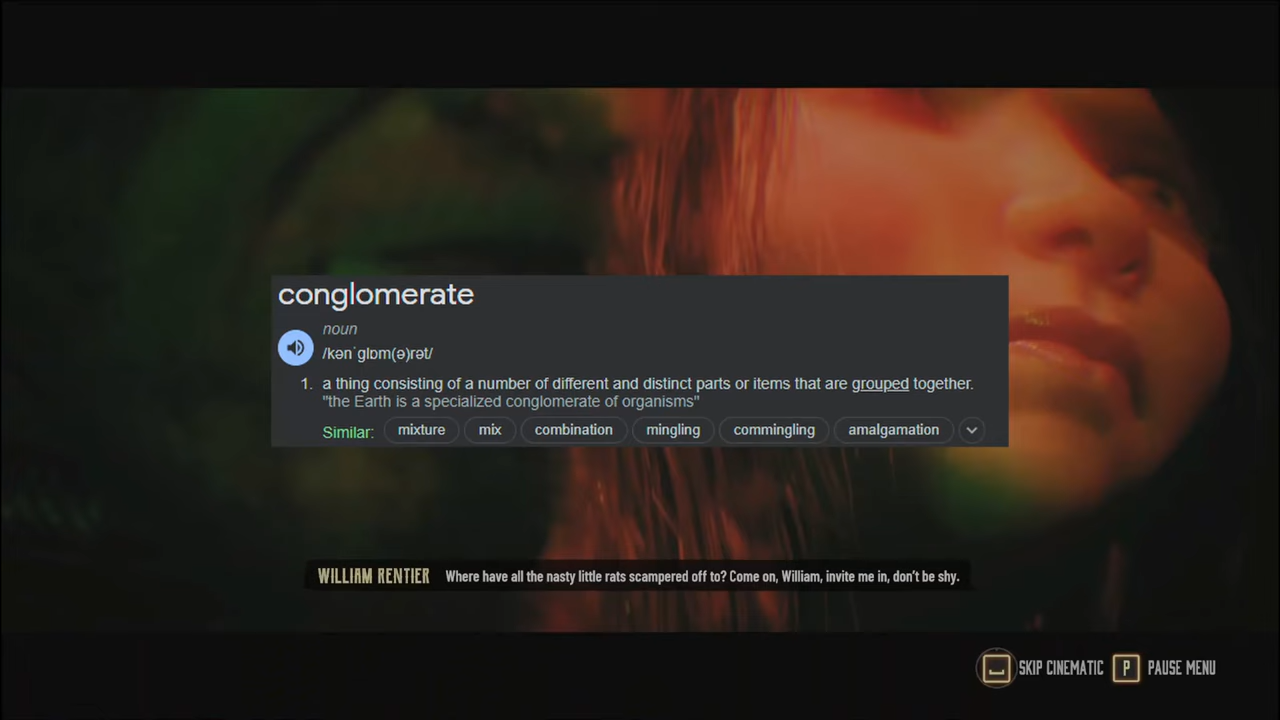 conglomerate
noun
/kənˈɡlɒm(ə)rət/
1. a thing consisting of a number of different and distinct parts or items that are grouped together.
"the Earth is a specialized conglomerate of organisms"
Similar: mixture mix combination mingling commingling amalgamation
WILLIAM RENTIER Where have all the nasty little rats scampered off to? Come on, William, invite me in, don't be shy.
SKIP CINEMATIC P PAUSE MENU